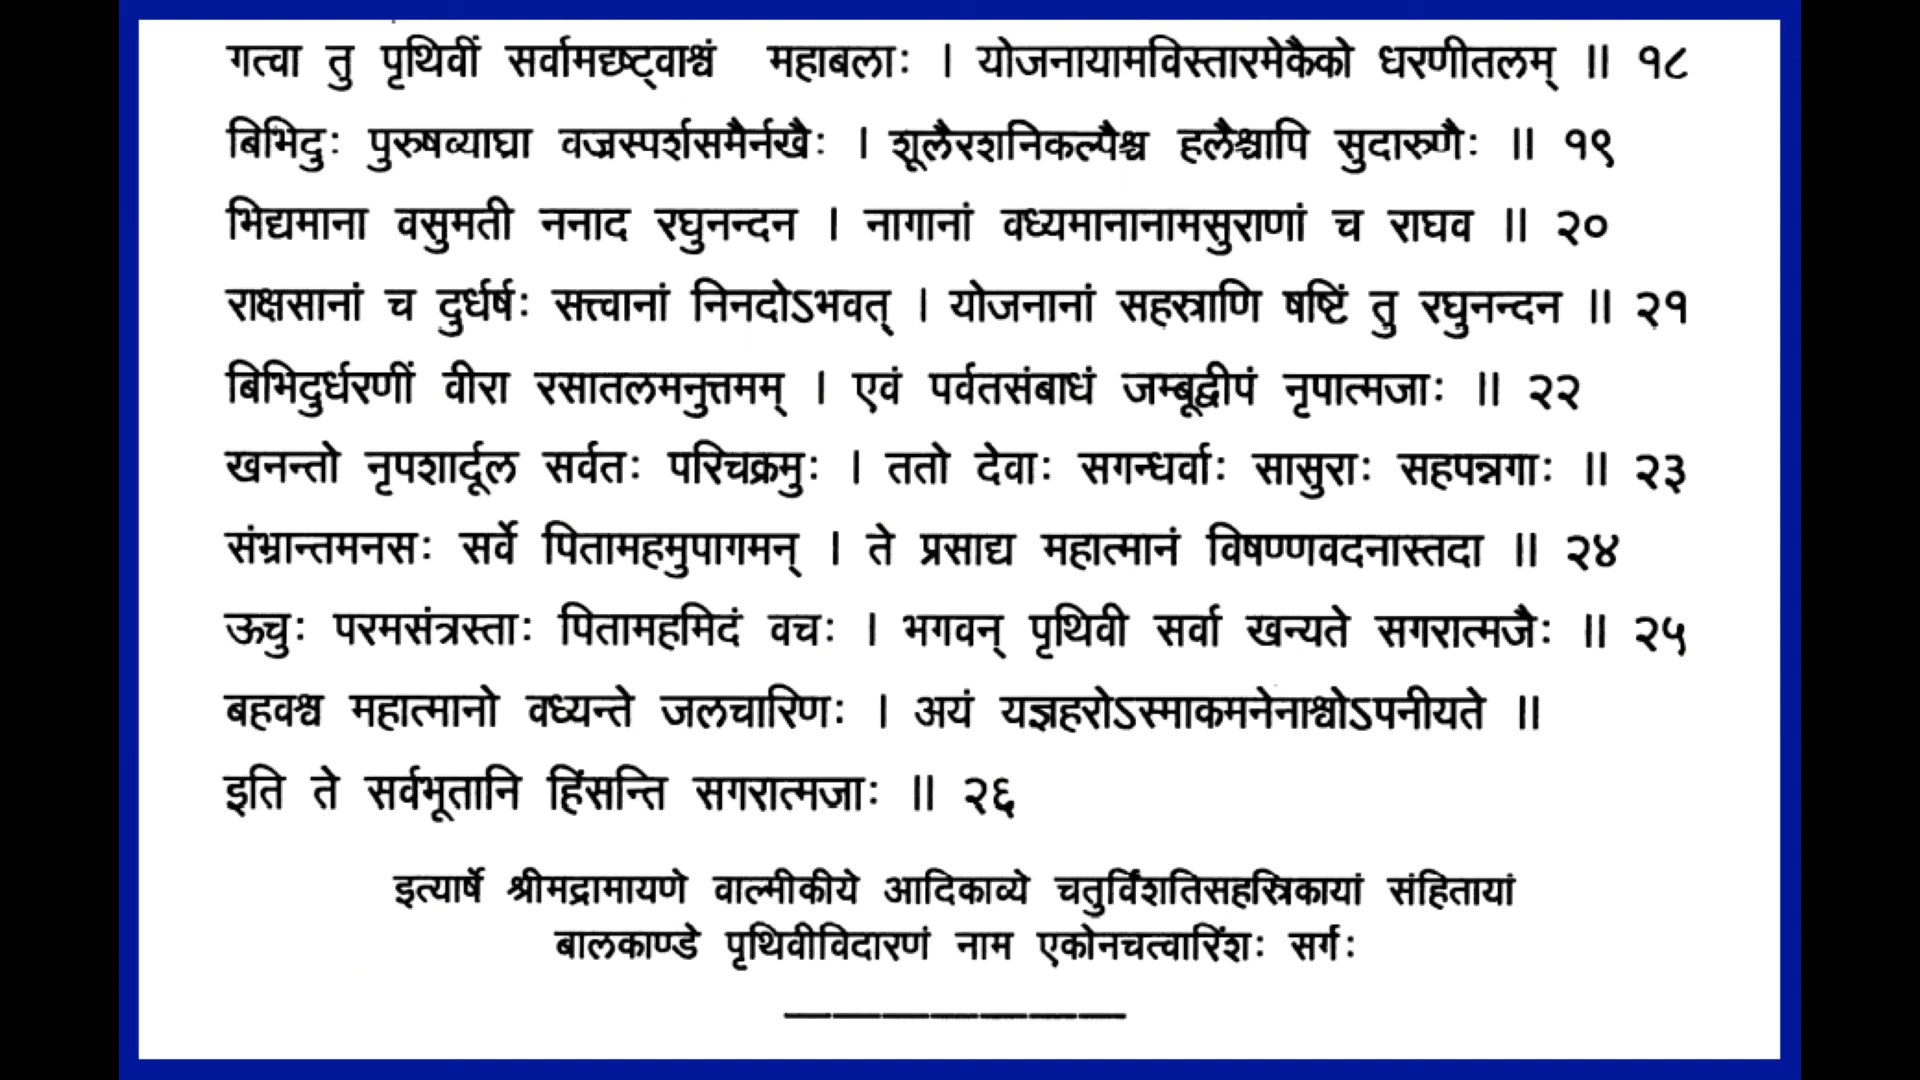 गत्वा तु पृथिवीं सर्वामदृष्ट्वाश्वं महाबलाः । योजनायामविस्तारमेकैको धरणीतलम् ॥ १८
बिभिदुः पुरुषव्याघ्रा वज्रस्पर्शसमैर्नखैः । शूलैरशनिकल्पैश्च हलैश्चापि सुदारुणैः ॥ १९
भिद्यमाना वसुमती ननाद रघुनन्दन । नागानां वध्यमानानामसुराणां च राघव ॥ २०
राक्षसानां च दुर्धर्षः सत्त्वानां निनदोऽभवत् । योजनानां सहस्राणि षष्टिं तु रघुनन्दन ॥ २१
बिभिदुर्धरणीं वीरा रसातलमनुत्तमम् । एवं पर्वतसंबाधं जम्बूद्वीपं नृपात्मजाः ॥ २२
खनन्तो नृपशार्दूल सर्वतः परिचक्रमुः । ततो देवाः सगन्धर्वाः सासुराः सहपन्नगाः ॥ २३
संभ्रान्तमनसः सर्वे पितामहमुपागमन् । ते प्रसाद्य महात्मानं विषण्णवदनास्तदा ॥ २४
ऊचुः परमसंत्रस्ताः पितामहमिदं वचः । भगवन् पृथिवी सर्वा खन्यते सगरात्मजैः ॥ २५
बहवश्च महात्मानो वध्यन्ते जलचारिणः । अयं यज्ञहरोऽस्माकमनेनाश्वोऽपनीयते ॥
इति ते सर्वभूतानि हिंसन्ति सगरात्मजाः ॥ २६
इत्यार्षे श्रीमद्रामायणे वाल्मीकीये आदिकाव्ये चतुर्विंशतिसहस्रिकायां संहितायां
बालकाण्डे पृथिवीविदारणं नाम एकोनचत्वारिंशः सर्गः